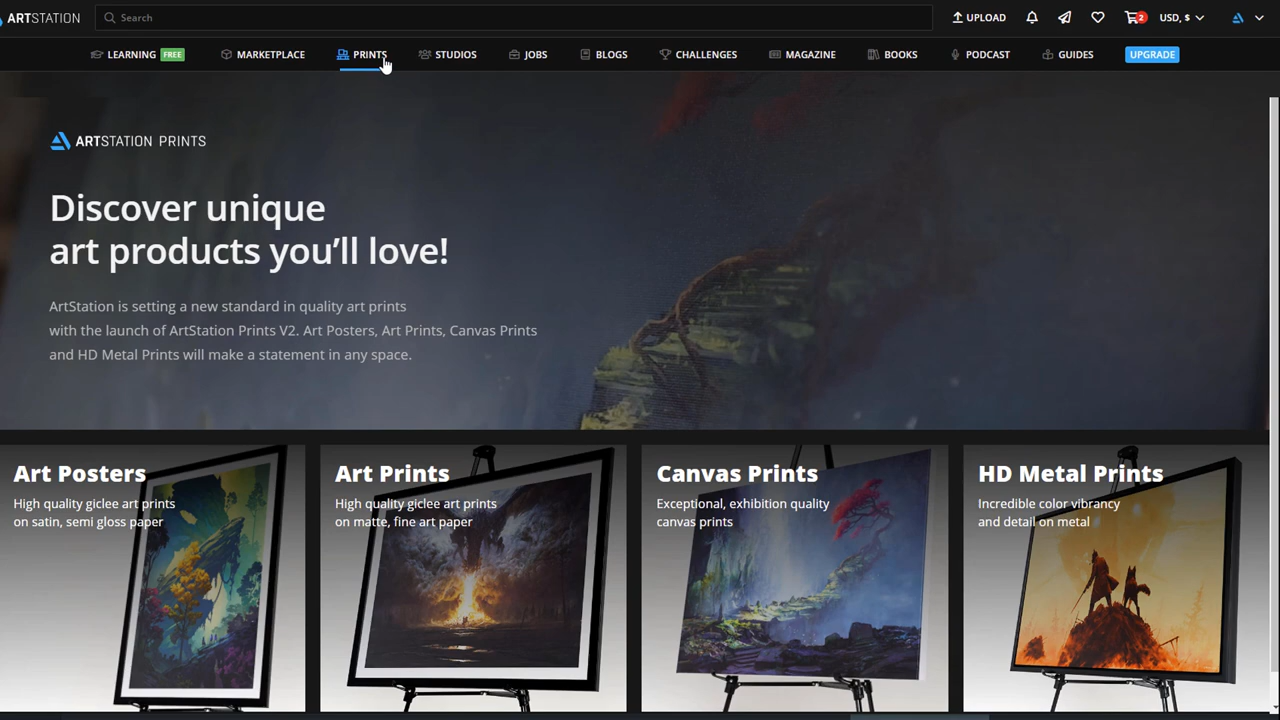 ARTSTATION
Search
UPLOAD
2
USD, $
LEARNING FREE
MARKETPLACE
PRINTS
STUDIOS
JOBS
BLOGS
CHALLENGES
MAGAZINE
BOOKS
PODCAST
GUIDES
UPGRADE
ARTSTATION PRINTS
Discover unique
art products you'll love!
ArtStation is setting a new standard in quality art prints
with the launch of ArtStation Prints V2. Art Posters, Art Prints, Canvas Prints
and HD Metal Prints will make a statement in any space.
Art Posters
High quality giclee art prints
on satin, semi gloss paper
Art Prints
High quality giclee art prints
on matte, fine art paper
Canvas Prints
Exceptional, exhibition quality
canvas prints
HD Metal Prints
Incredible color vibrancy
and detail on metal